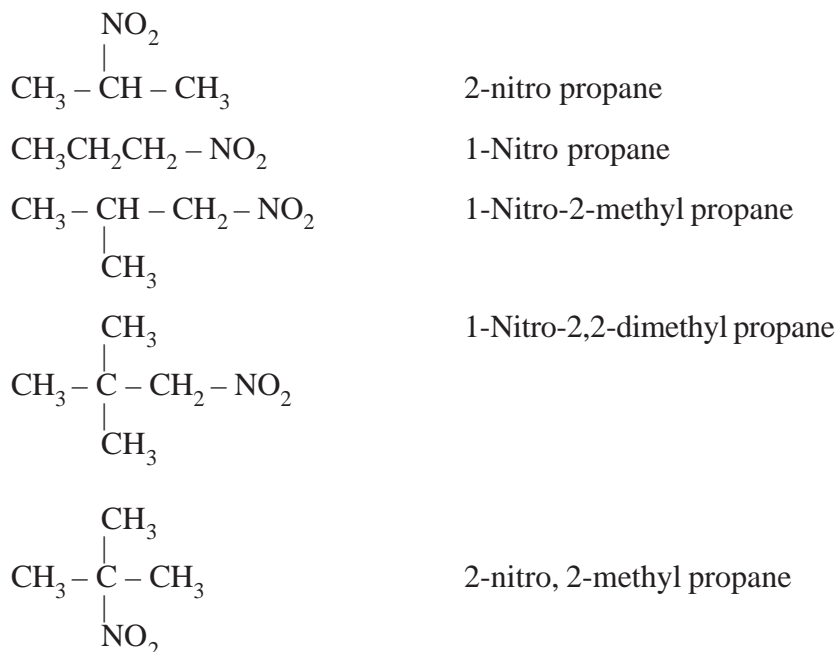 NO₂
|
CH₃ – CH – CH₃ 2-nitro propane
CH₃CH₂CH₂ – NO₂ 1-Nitro propane
CH₃ – CH – CH₂ – NO₂ 1-Nitro-2-methyl propane
|
CH₃
CH₃ 1-Nitro-2,2-dimethyl propane
|
CH₃ – C – CH₂ – NO₂
|
CH₃
CH₃
|
CH₃ – C – CH₃ 2-nitro, 2-methyl propane
|
NO₂